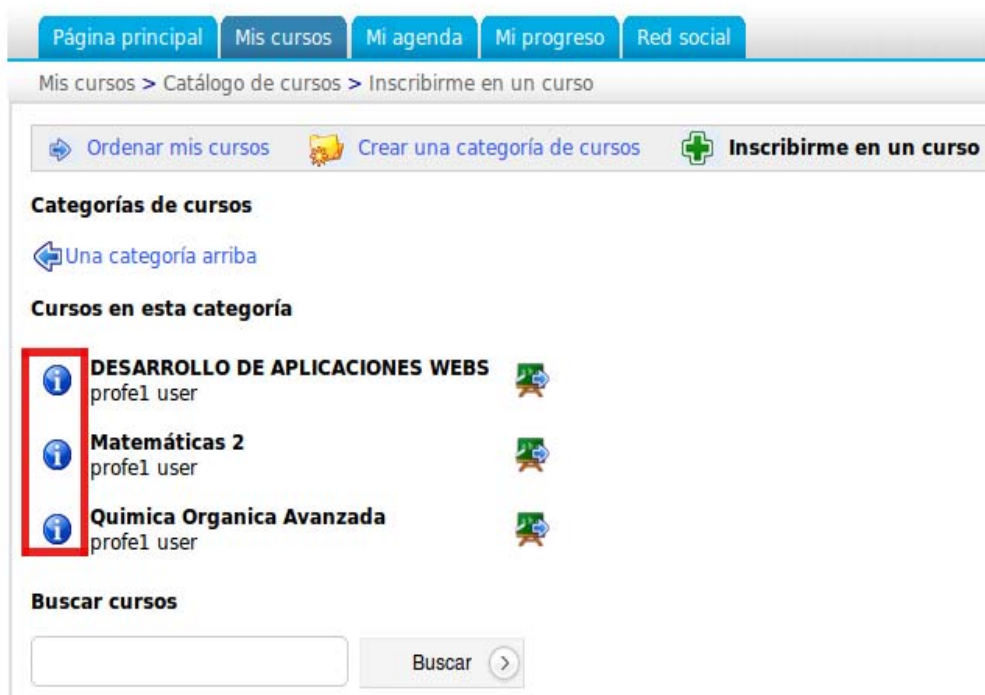 Página principal Mis cursos Mi agenda Mi progreso Red social
Mis cursos > Catálogo de cursos > Inscribirme en un curso
Ordenar mis cursos Crear una categoría de cursos Inscribirme en un curso
Categorías de cursos
Una categoría arriba
Cursos en esta categoría
DESARROLLO DE APLICACIONES WEBS
profe1 user
Matemáticas 2
profe1 user
Quimica Organica Avanzada
profe1 user
Buscar cursos
Buscar